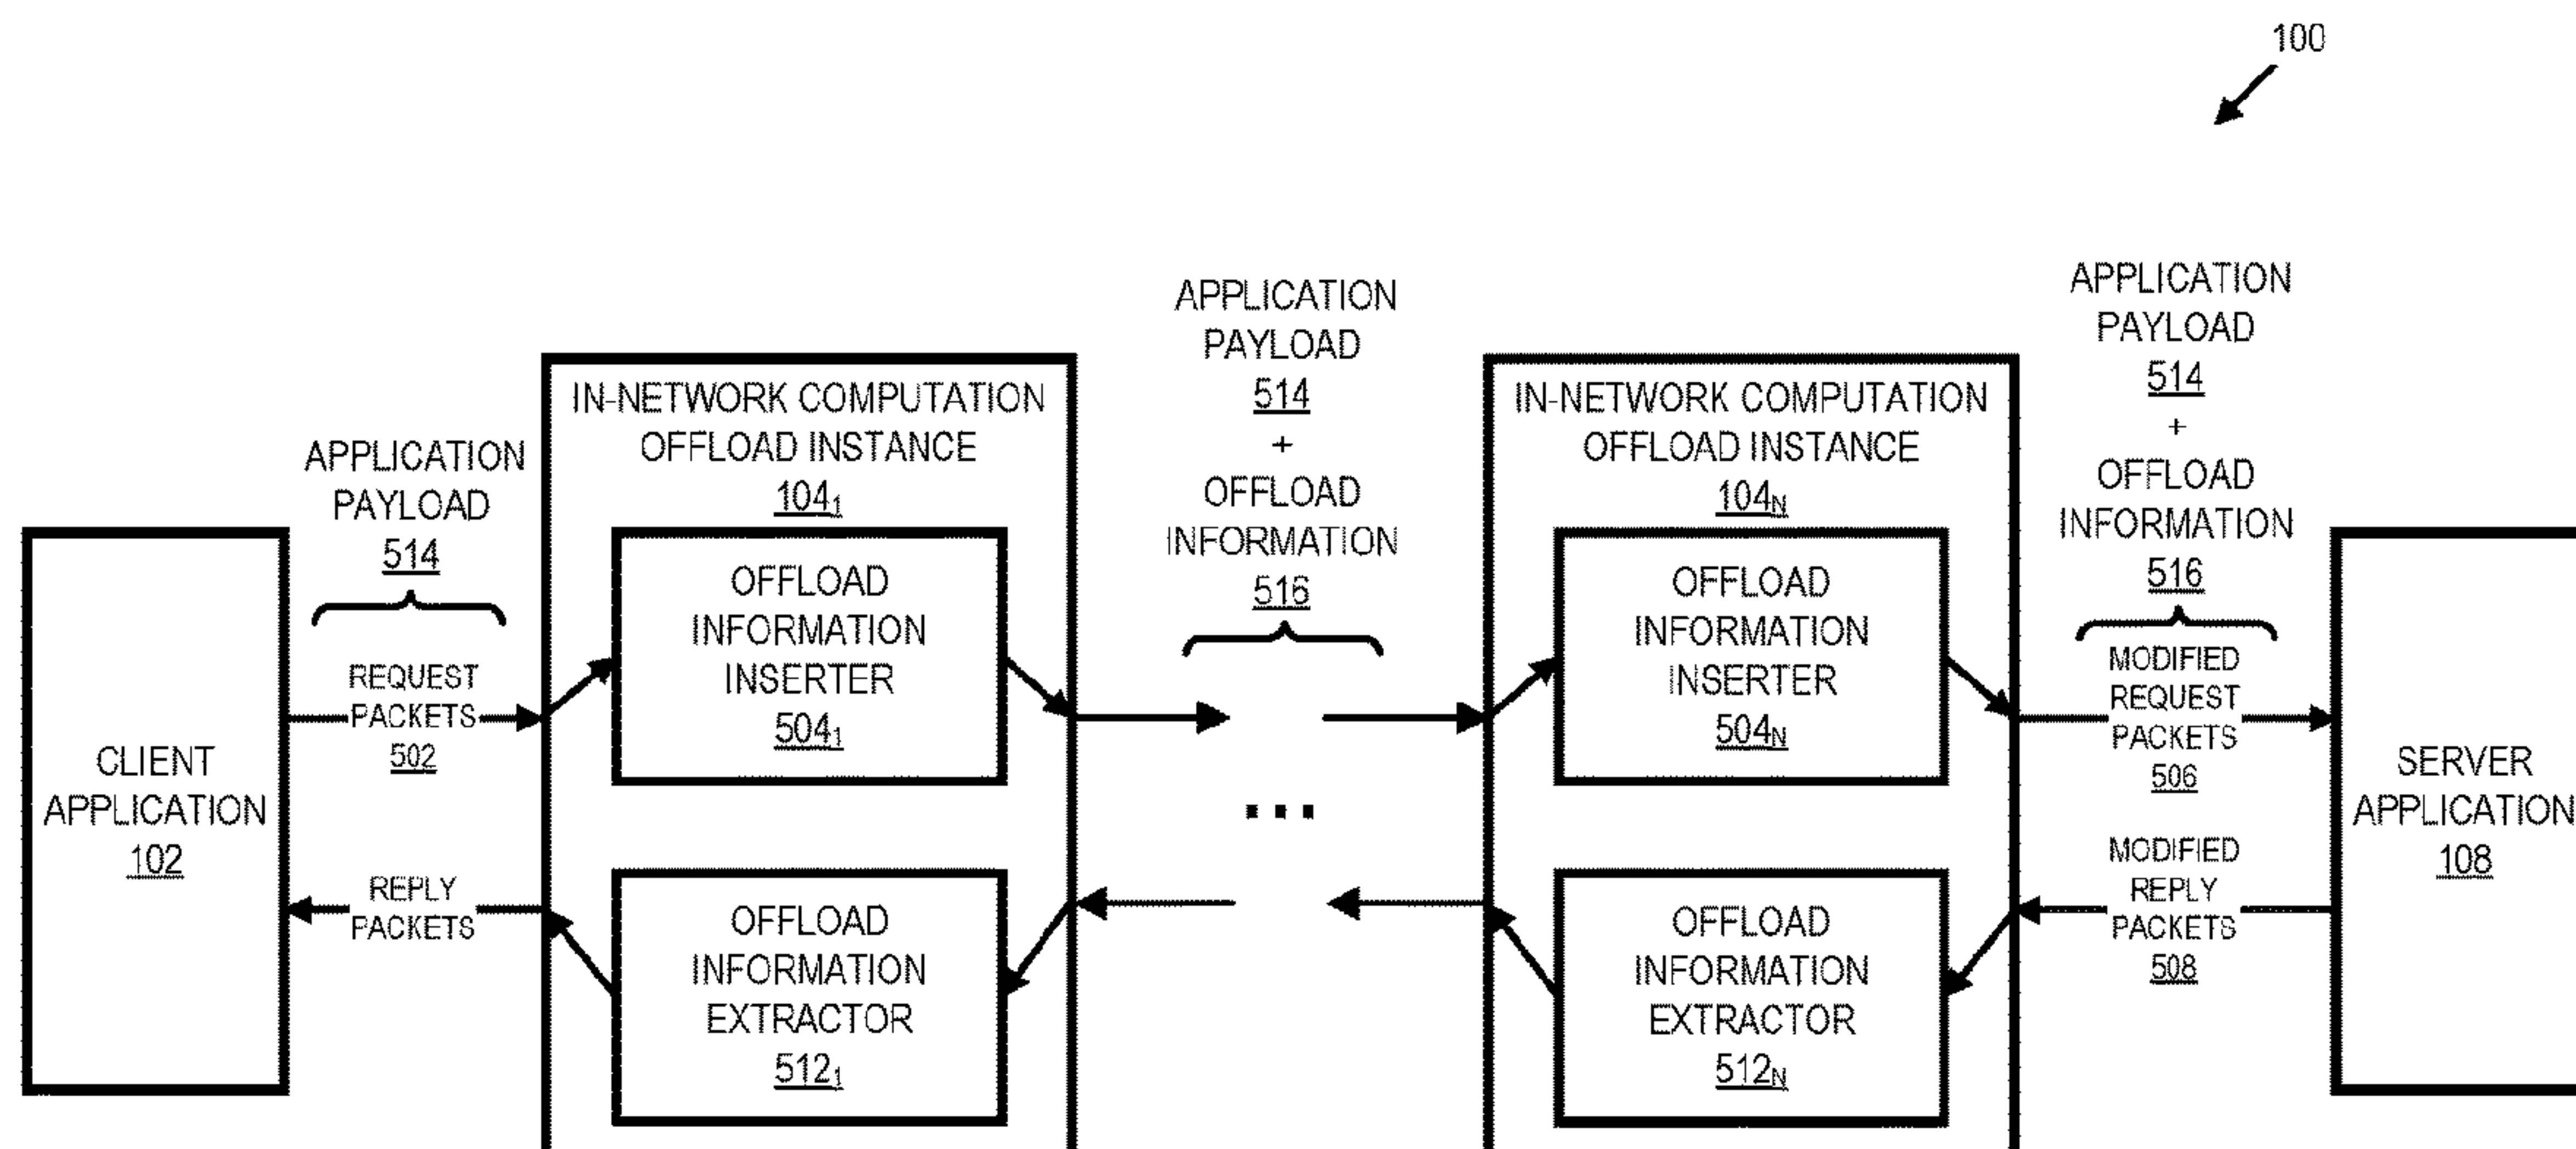 100
APPLICATION
PAYLOAD
514
REQUEST
PACKETS
502
CLIENT
APPLICATION
102
REPLY
PACKETS
IN-NETWORK COMPUTATION
OFFLOAD INSTANCE
104₁
OFFLOAD
INFORMATION
INSERTER
504₁
OFFLOAD
INFORMATION
EXTRACTOR
512₁
APPLICATION
PAYLOAD
514
+
OFFLOAD
INFORMATION
516
...
IN-NETWORK COMPUTATION
OFFLOAD INSTANCE
104N
OFFLOAD
INFORMATION
INSERTER
504N
OFFLOAD
INFORMATION
EXTRACTOR
512N
APPLICATION
PAYLOAD
514
+
OFFLOAD
INFORMATION
516
MODIFIED
REQUEST
PACKETS
506
MODIFIED
REPLY
PACKETS
508
SERVER
APPLICATION
108